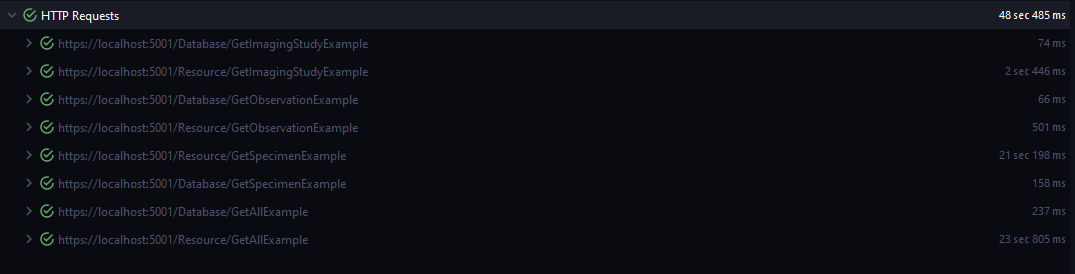 HTTP Requests 48 sec 485 ms
https://localhost:5001/Database/GetImagingStudyExample 74 ms
https://localhost:5001/Resource/GetImagingStudyExample 2 sec 446 ms
https://localhost:5001/Database/GetObservationExample 66 ms
https://localhost:5001/Resource/GetObservationExample 501 ms
https://localhost:5001/Resource/GetSpecimenExample 21 sec 198 ms
https://localhost:5001/Database/GetSpecimenExample 158 ms
https://localhost:5001/Database/GetAllExample 237 ms
https://localhost:5001/Resource/GetAllExample 23 sec 805 ms